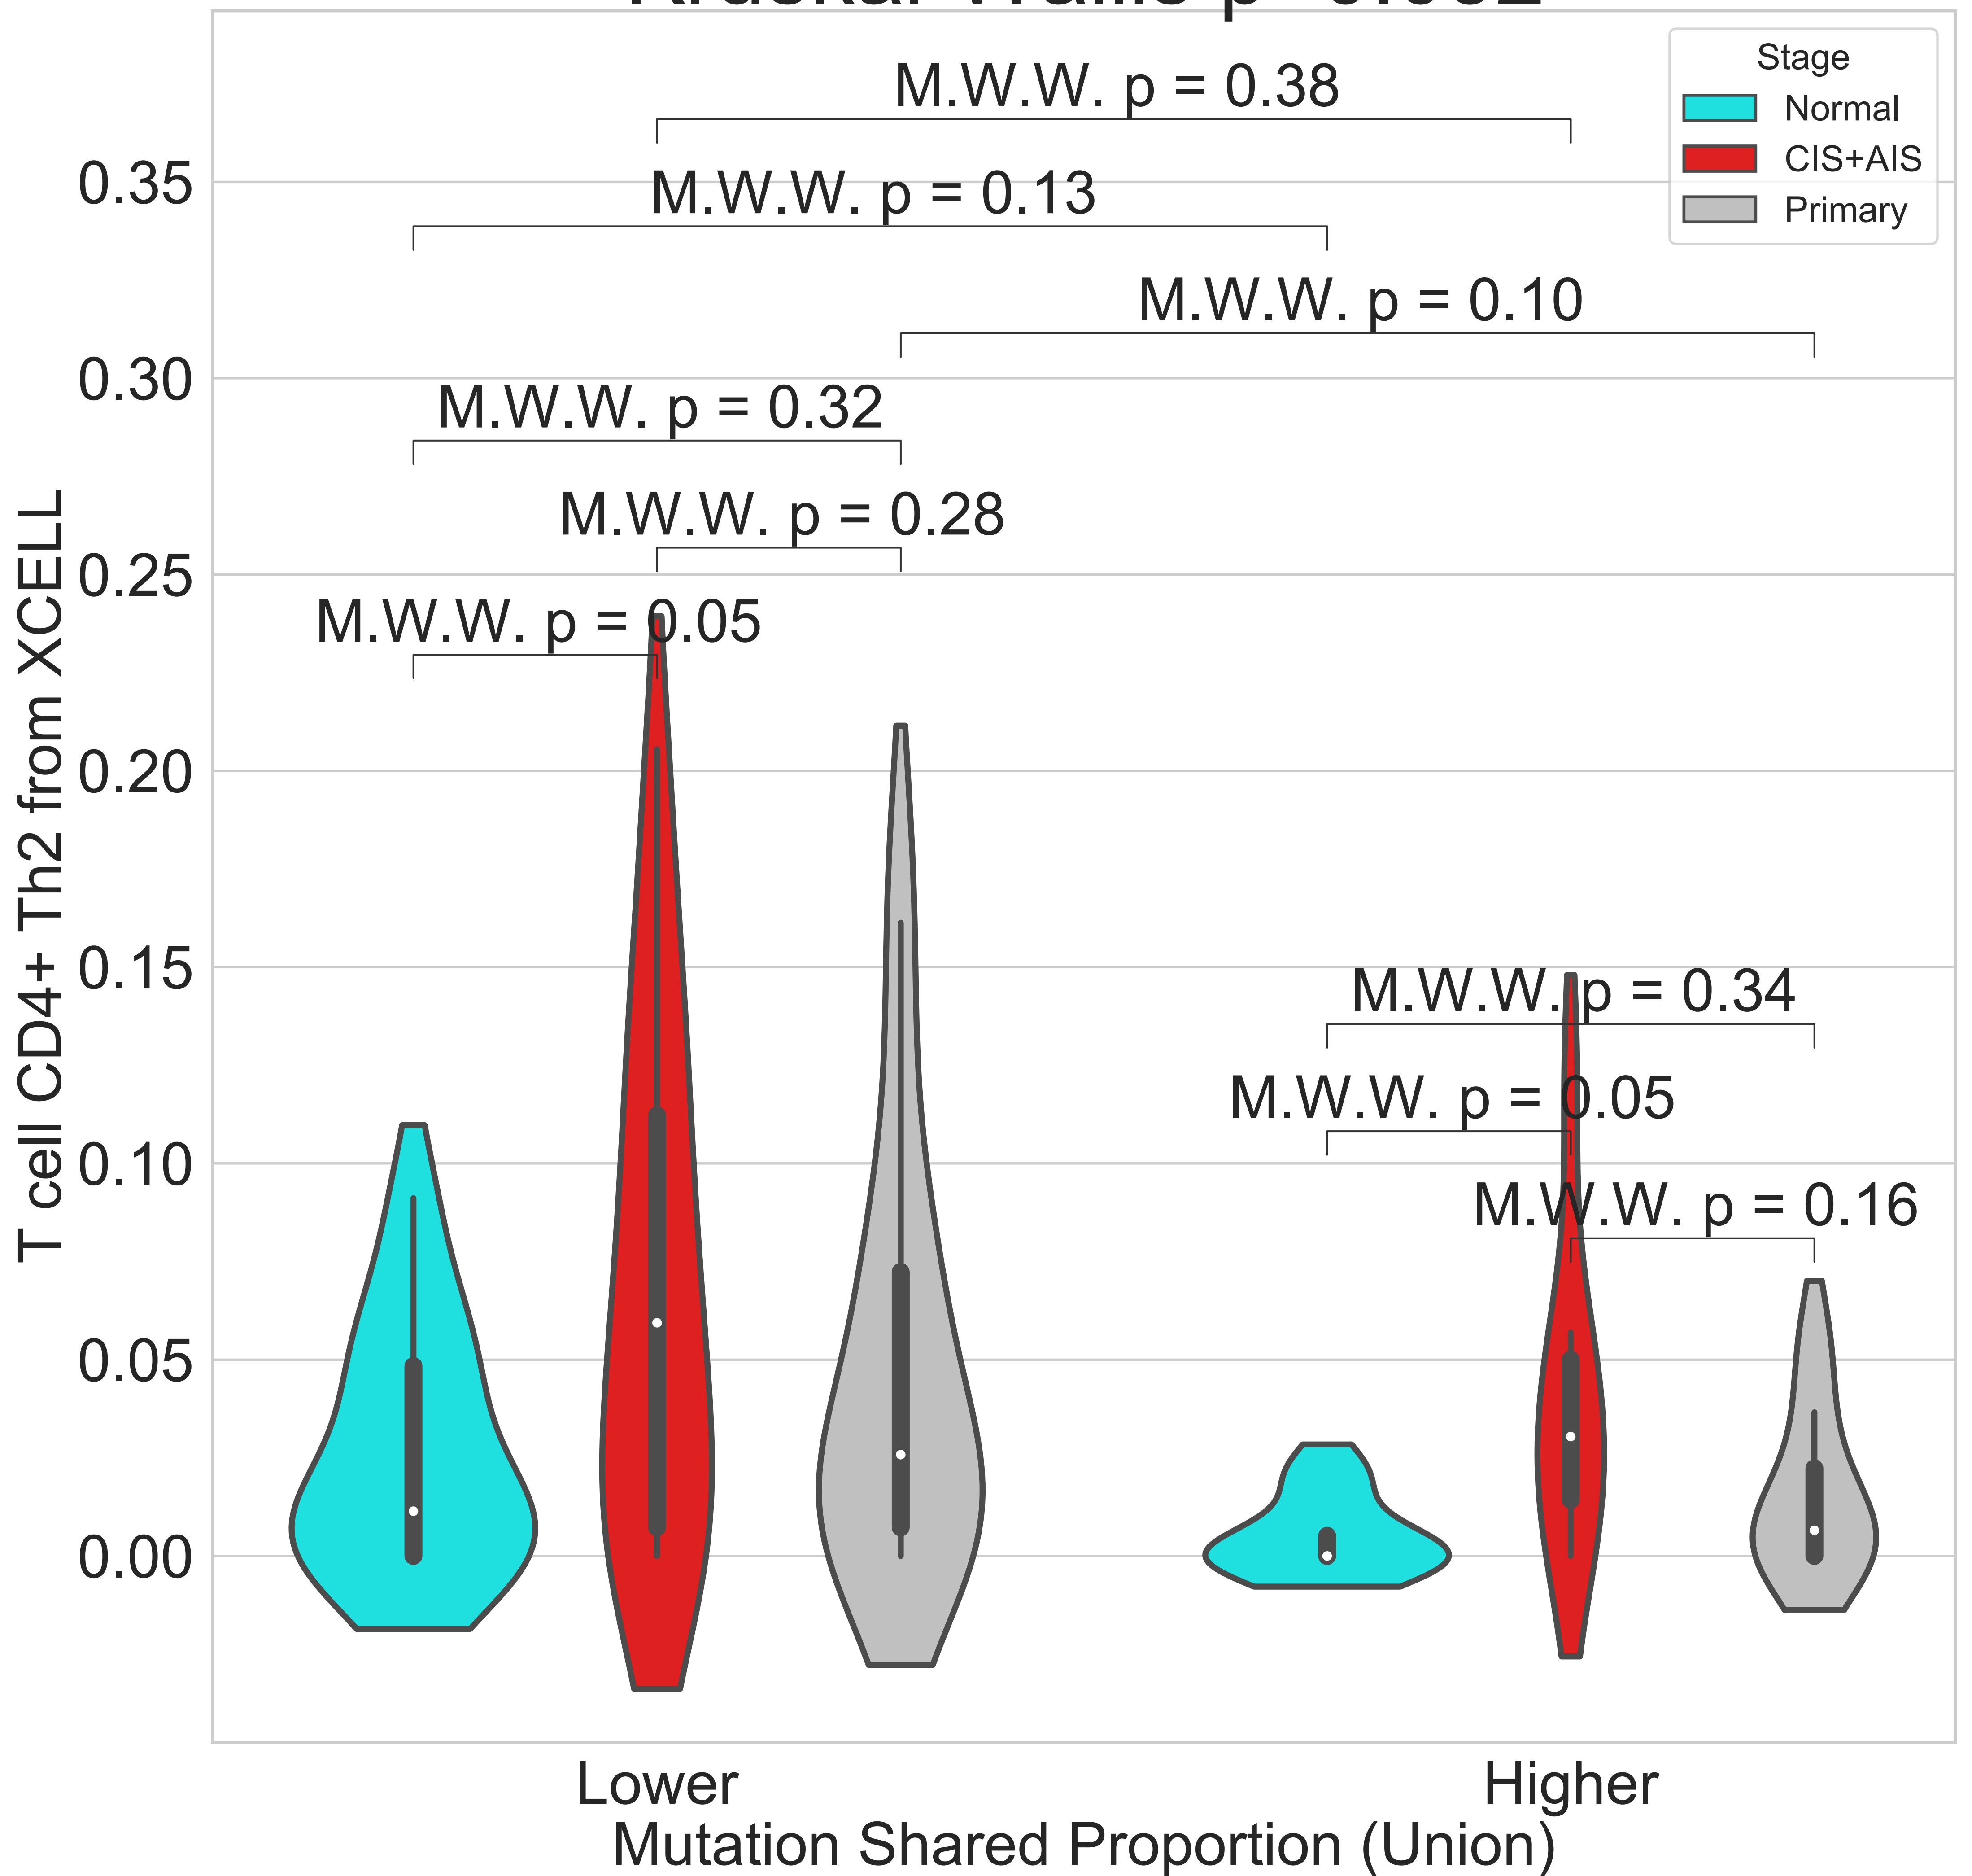 Stage
Normal
CIS+AIS
Primary
M.W.W. p = 0.38
M.W.W. p = 0.13
M.W.W. p = 0.10
M.W.W. p = 0.32
M.W.W. p = 0.28
M.W.W. p = 0.05
M.W.W. p = 0.34
M.W.W. p = 0.05
M.W.W. p = 0.16
0.35
0.30
0.25
0.20
0.15
0.10
0.05
0.00
T cell CD4+ Th2 from XCELL
Lower
Higher
Mutation Shared Proportion (Union)